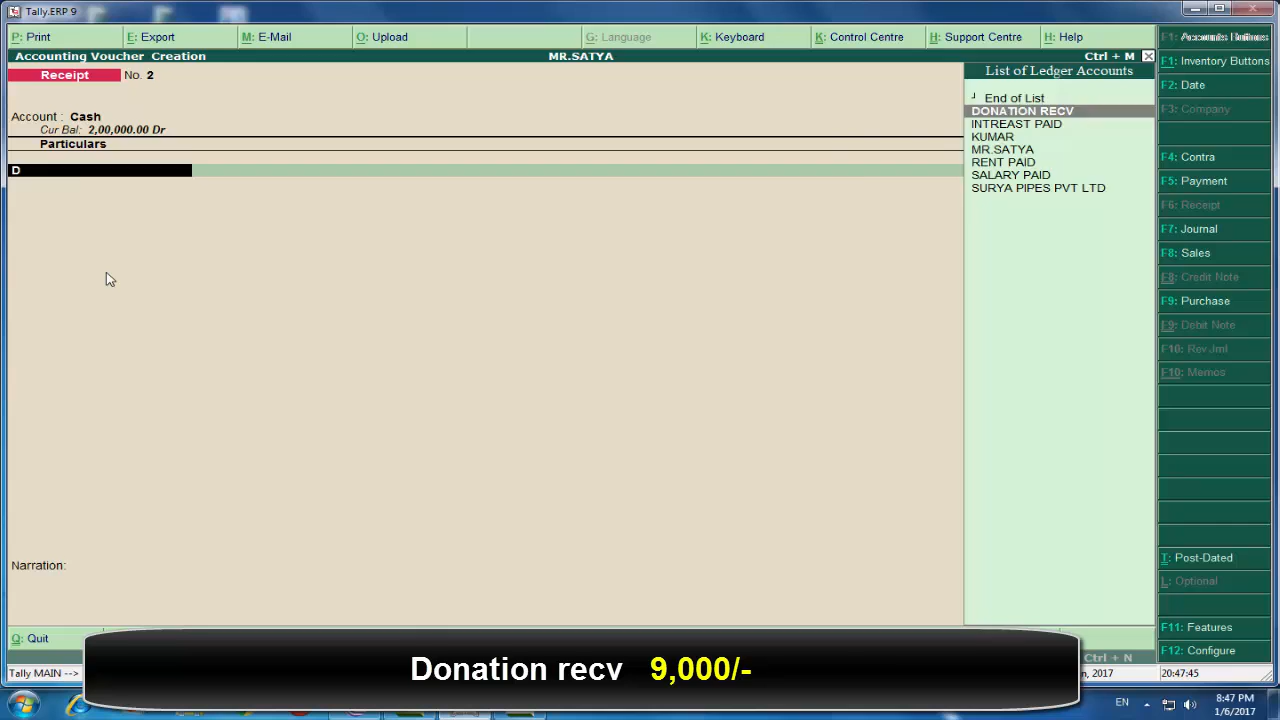 Tally.ERP 9
P: Print E: Export M: E-Mail O: Upload G: Language K: Keyboard K: Control Centre H: Support Centre H: Help
Accounting Voucher Creation MR.SATYA Ctrl + M
Receipt No. 2
Account : Cash
Cur Bal: 2,00,000.00 Dr
Particulars
D
List of Ledger Accounts
End of List
DONATION RECV
INTREAST PAID
KUMAR
MR.SATYA
RENT PAID
SALARY PAID
SURYA PIPES PVT LTD
F1: Inventory Buttons
F2: Date
F3: Company
F4: Contra
F5: Payment
F6: Receipt
F7: Journal
F8: Sales
F8: Credit Note
F9: Purchase
F9: Debit Note
F10: Rev Jrnl
F10: Memos
T: Post-Dated
L: Optional
F11: Features
F12: Configure
Narration:
Q: Quit
Donation recv 9,000/-
Ctrl + N
Tally MAIN --> 2017 20:47:45
EN 8:47 PM
1/6/2017